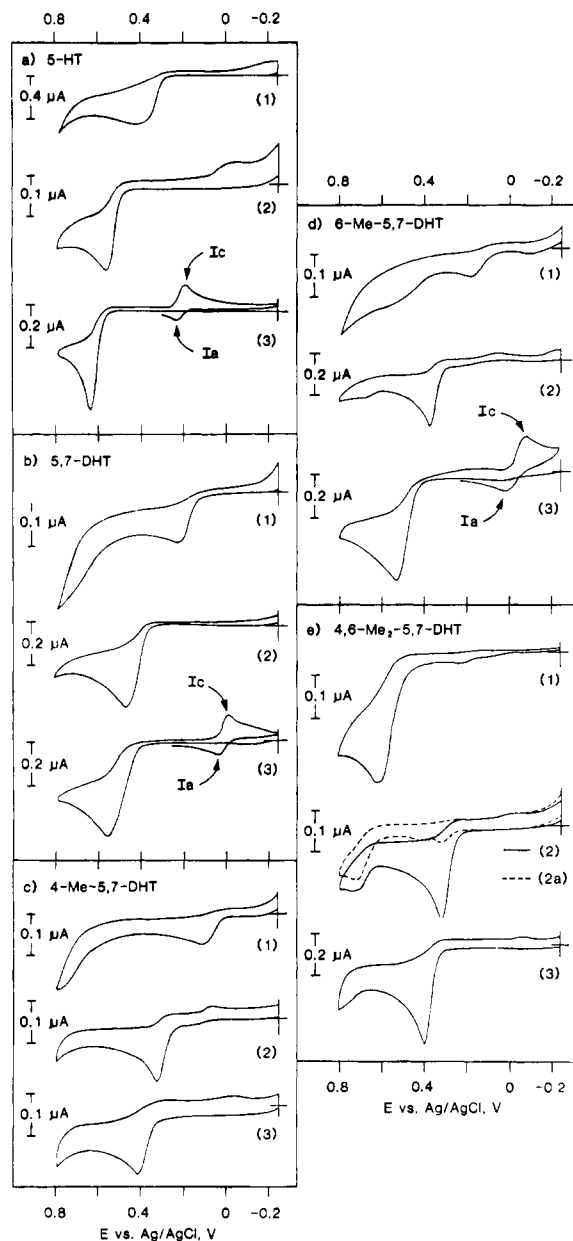 0.8 0.4 0 -0.2
a) 5-HT
0.4 µA
(1)
0.1 µA
(2)
Ic
0.2 µA
(3)
Ia
b) 5,7-DHT
0.1 µA
(1)
0.2 µA
(2)
Ic
0.2 µA
(3)
Ia
c) 4-Me-5,7-DHT
0.1 µA
(1)
0.1 µA
(2)
0.1 µA
(3)
0.8 0.4 0 -0.2
E vs. Ag/AgCl, V
0.8 0.4 0 -0.2
d) 6-Me-5,7-DHT
0.1 µA
(1)
0.2 µA
(2)
Ic
0.2 µA
(3)
Ia
e) 4,6-Me₂-5,7-DHT
0.1 µA
(1)
0.1 µA
(2)
(2a)
0.2 µA
(3)
0.8 0.4 0 -0.2
E vs. Ag/AgCl, V